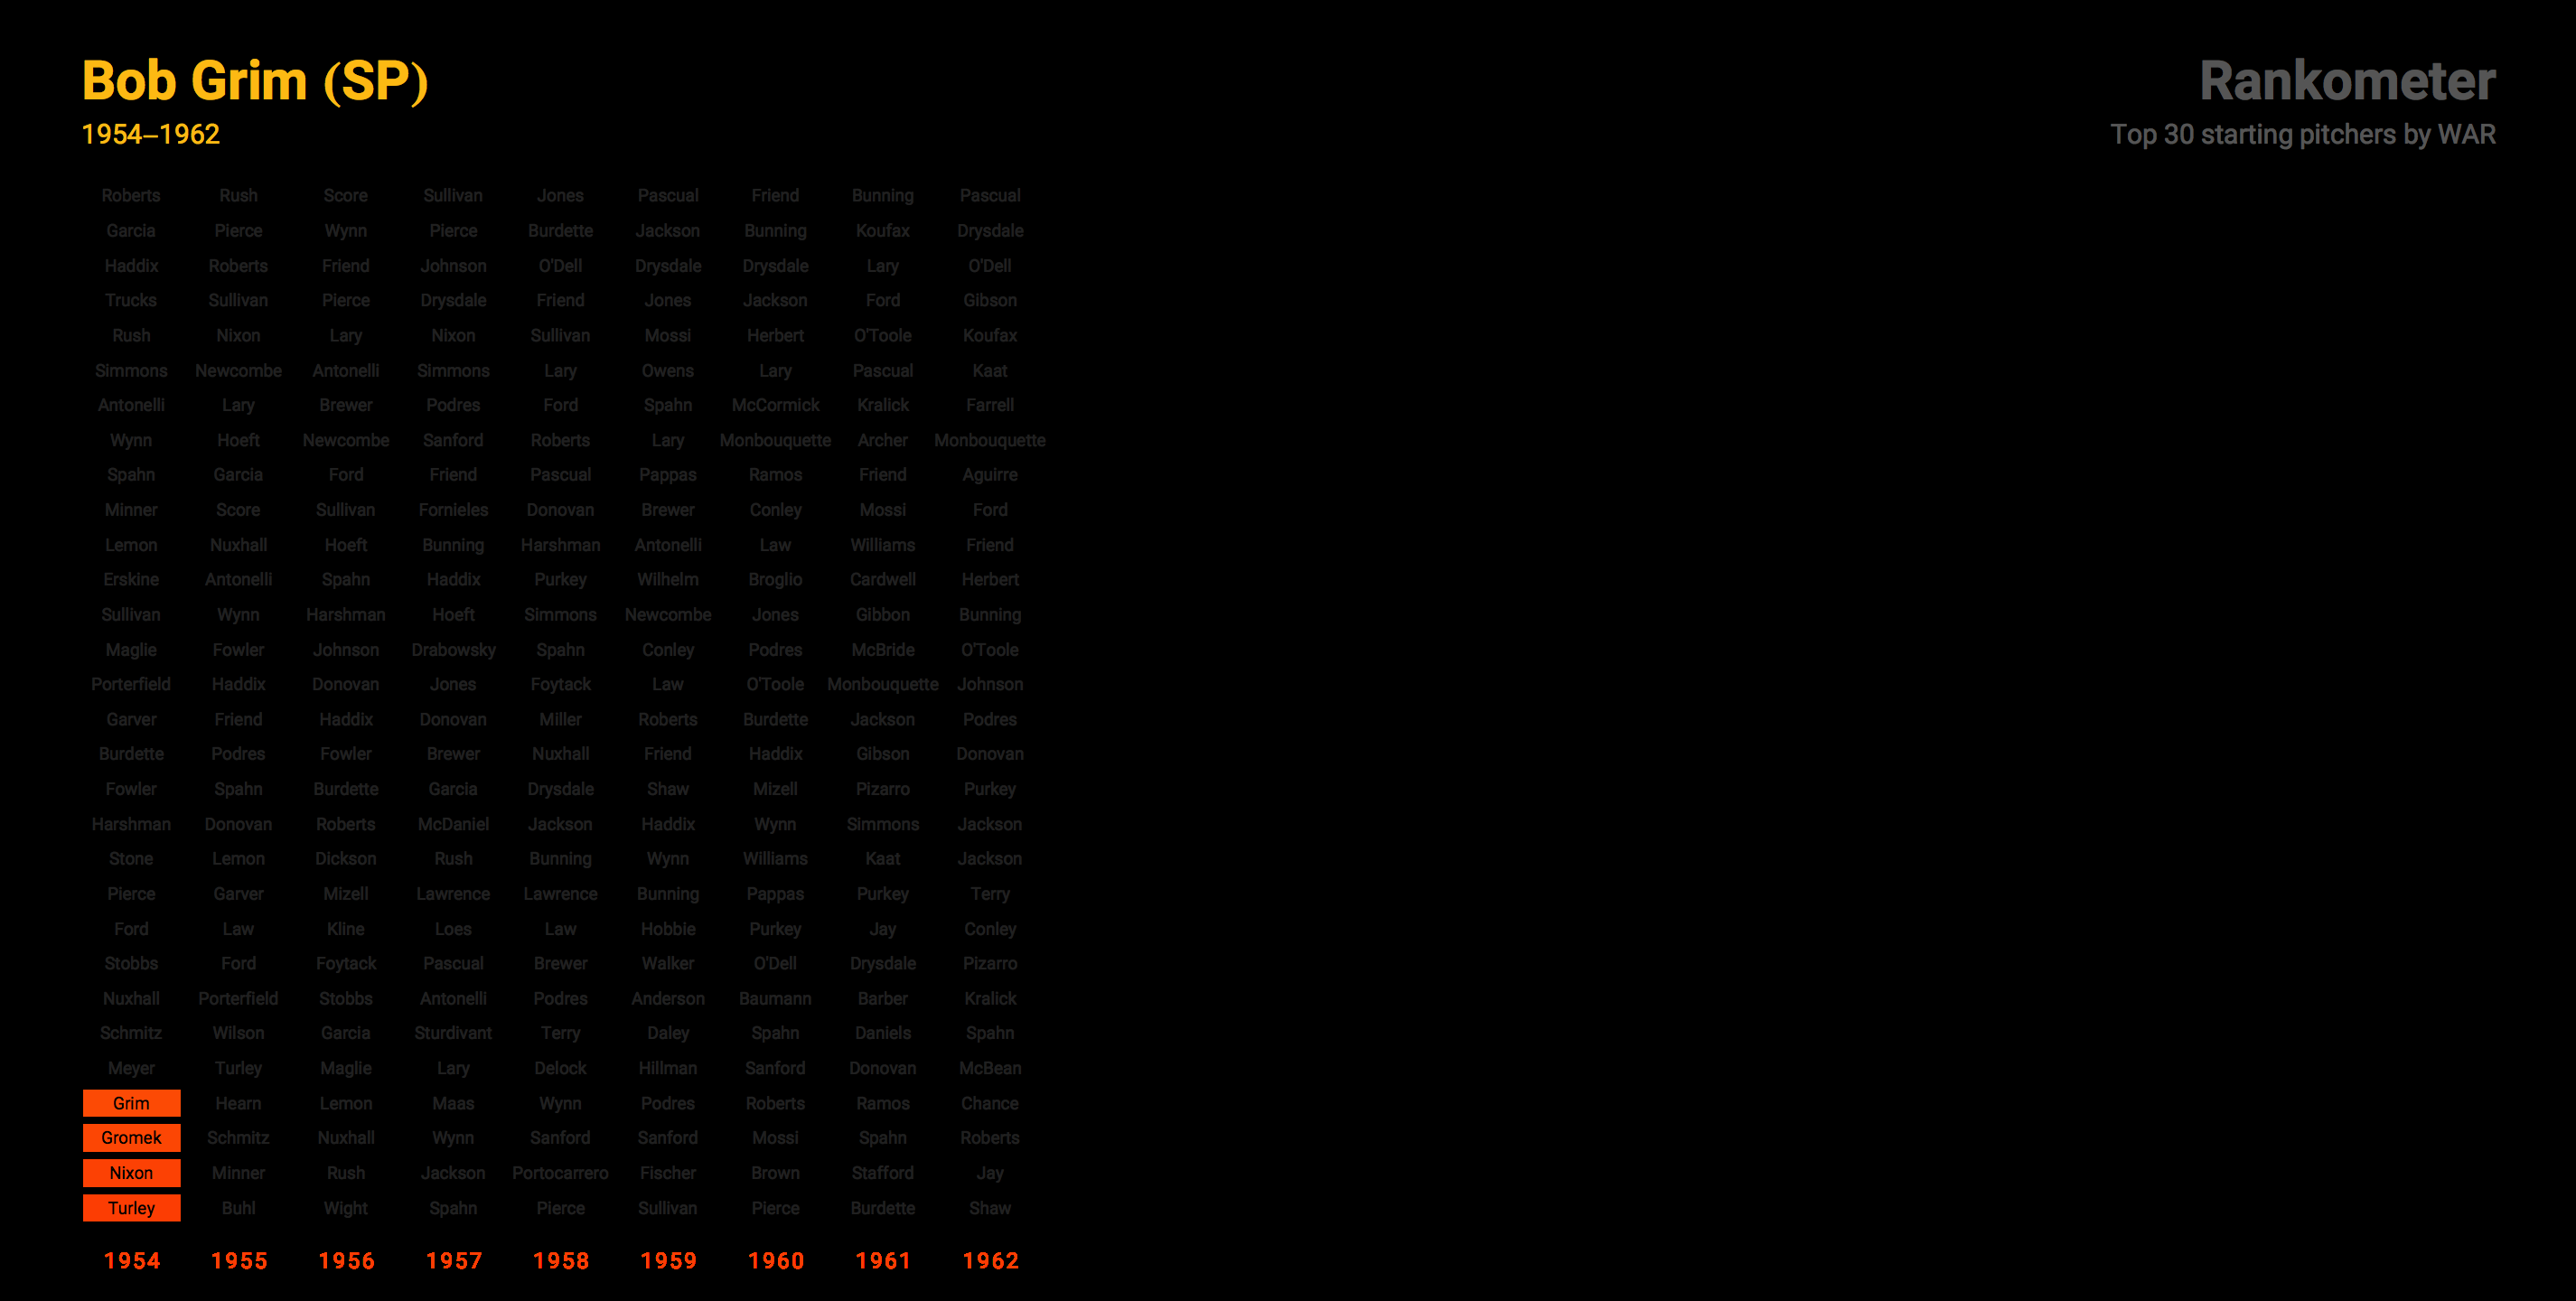 Bob Grim (SP)
1954–1962
Rankometer
Top 30 starting pitchers by WAR
Roberts Rush Score Sullivan Jones Pascual Friend Bunning Pascual
Garcia Pierce Wynn Pierce Burdette Jackson Bunning Koufax Drysdale
Haddix Roberts Friend Johnson O'Dell Drysdale Drysdale Lary O'Dell
Trucks Sullivan Pierce Drysdale Friend Jones Jackson Ford Gibson
Rush Nixon Lary Nixon Sullivan Mossi Herbert O'Toole Koufax
Simmons Newcombe Antonelli Simmons Lary Owens Lary Pascual Kaat
Antonelli Lary Brewer Podres Ford Spahn McCormick Kralick Farrell
Wynn Hoeft Newcombe Sanford Roberts Lary Monbouquette Archer Monbouquette
Spahn Garcia Ford Friend Pascual Pappas Ramos Friend Aguirre
Minner Score Sullivan Fornieles Donovan Brewer Conley Mossi Ford
Lemon Nuxhall Hoeft Bunning Harshman Antonelli Law Williams Friend
Erskine Antonelli Spahn Haddix Purkey Wilhelm Broglio Cardwell Herbert
Sullivan Wynn Harshman Hoeft Simmons Newcombe Jones Gibbon Bunning
Maglie Fowler Johnson Drabowsky Spahn Conley Podres McBride O'Toole
Porterfield Haddix Donovan Jones Foytack Law O'Toole Monbouquette Johnson
Garver Friend Haddix Donovan Miller Roberts Burdette Jackson Podres
Burdette Podres Fowler Brewer Nuxhall Friend Haddix Gibson Donovan
Fowler Spahn Burdette Garcia Drysdale Shaw Mizell Pizarro Purkey
Harshman Donovan Roberts McDaniel Jackson Haddix Wynn Simmons Jackson
Stone Lemon Dickson Rush Bunning Wynn Williams Kaat Jackson
Pierce Garver Mizell Lawrence Lawrence Bunning Pappas Purkey Terry
Ford Law Kline Loes Law Hobbie Purkey Jay Conley
Stobbs Ford Foytack Pascual Brewer Walker O'Dell Drysdale Pizarro
Nuxhall Porterfield Stobbs Antonelli Podres Anderson Baumann Barber Kralick
Schmitz Wilson Garcia Sturdivant Terry Daley Spahn Daniels Spahn
Meyer Turley Maglie Lary Delock Hillman Sanford Donovan McBean
Grim Hearn Lemon Maas Wynn Podres Roberts Ramos Chance
Gromek Schmitz Nuxhall Wynn Sanford Sanford Mossi Spahn Roberts
Nixon Minner Rush Jackson Portocarrero Fischer Brown Stafford Jay
Turley Buhl Wight Spahn Pierce Sullivan Pierce Burdette Shaw
1954 1955 1956 1957 1958 1959 1960 1961 1962